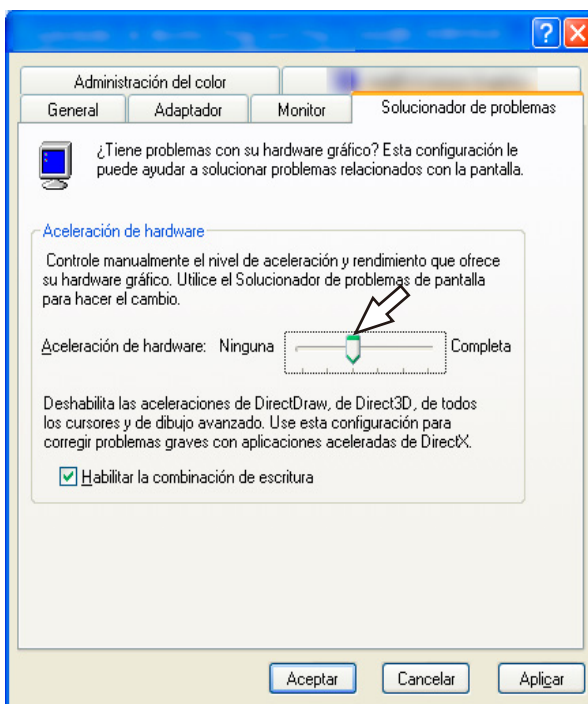 Administración del color
General Adaptador Monitor Solucionador de problemas
¿Tiene problemas con su hardware gráfico? Esta configuración le
puede ayudar a solucionar problemas relacionados con la pantalla.
Aceleración de hardware
Controle manualmente el nivel de aceleración y rendimiento que ofrece
su hardware gráfico. Utilice el Solucionador de problemas de pantalla
para hacer el cambio.
Aceleración de hardware: Ninguna Completa
Deshabilita las aceleraciones de DirectDraw, de Direct3D, de todos
los cursores y de dibujo avanzado. Use esta configuración para
corregir problemas graves con aplicaciones aceleradas de DirectX.
Habilitar la combinación de escritura
Aceptar Cancelar Aplicar